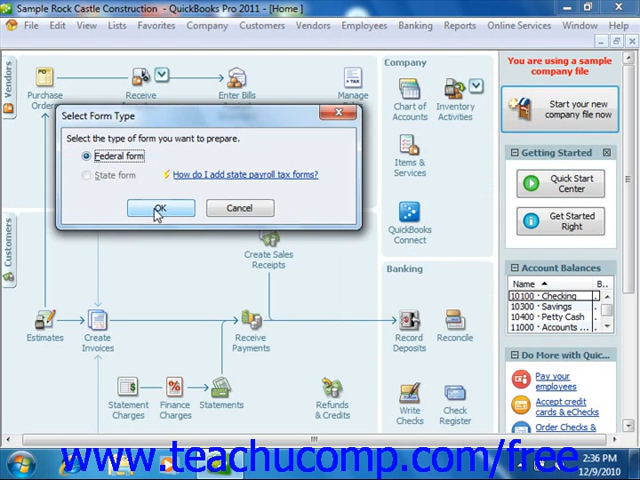 Sample Rock Castle Construction - QuickBooks Pro 2011 - [Home ]
File Edit View Lists Favorites Company Customers Vendors Employees Banking Reports Online Services Window Help
Vendors
Purchase
Orders
Receive
Enter Bills
Manage
Select Form Type
Select the type of form you want to prepare.
Federal form
State form
How do I add state payroll tax forms?
OK
Cancel
Company
Chart of
Accounts
Inventory
Activities
Items &
Services
QuickBooks
Connect
Customers
Create Sales
Receipts
Estimates
Create
Invoices
Receive
Payments
Statement
Charges
Finance
Charges
Statements
Refunds
& Credits
Banking
Record
Deposits
Reconcile
Write
Checks
Check
Register
You are using a sample
company file
Start your new
company file now
Getting Started
Quick Start
Center
Get Started
Right
Account Balances
Name B..
10100 · Checking
10300 · Savings
10400 · Petty Cash
11000 · Accounts ...
Do More with Quic...
Pay your
employees
Accept credit
cards & eChecks
Order Checks &
www.teachucomp.com/free
2:36 PM
12/9/2010